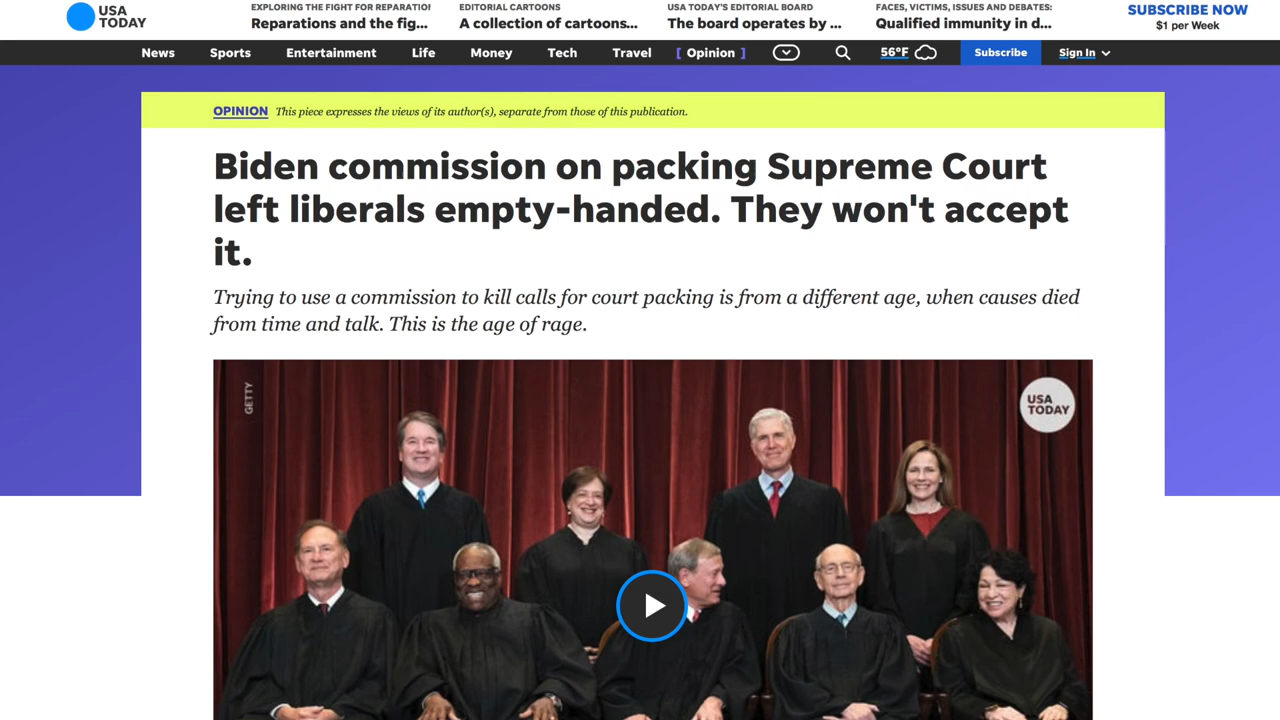 USA
TODAY
EXPLORING THE FIGHT FOR REPARATIO
Reparations and the fig...
EDITORIAL CARTOONS
A collection of cartoons...
USA TODAY'S EDITORIAL BOARD
The board operates by ...
FACES, VICTIMS, ISSUES AND DEBATES:
Qualified immunity in d...
SUBSCRIBE NOW
$1 per Week
News Sports Entertainment Life Money Tech Travel [ Opinion ] 56°F Subscribe Sign In
OPINION This piece expresses the views of its author(s), separate from those of this publication.
Biden commission on packing Supreme Court
left liberals empty-handed. They won't accept
it.
Trying to use a commission to kill calls for court packing is from a different age, when causes died
from time and talk. This is the age of rage.
GETTY
USA
TODAY